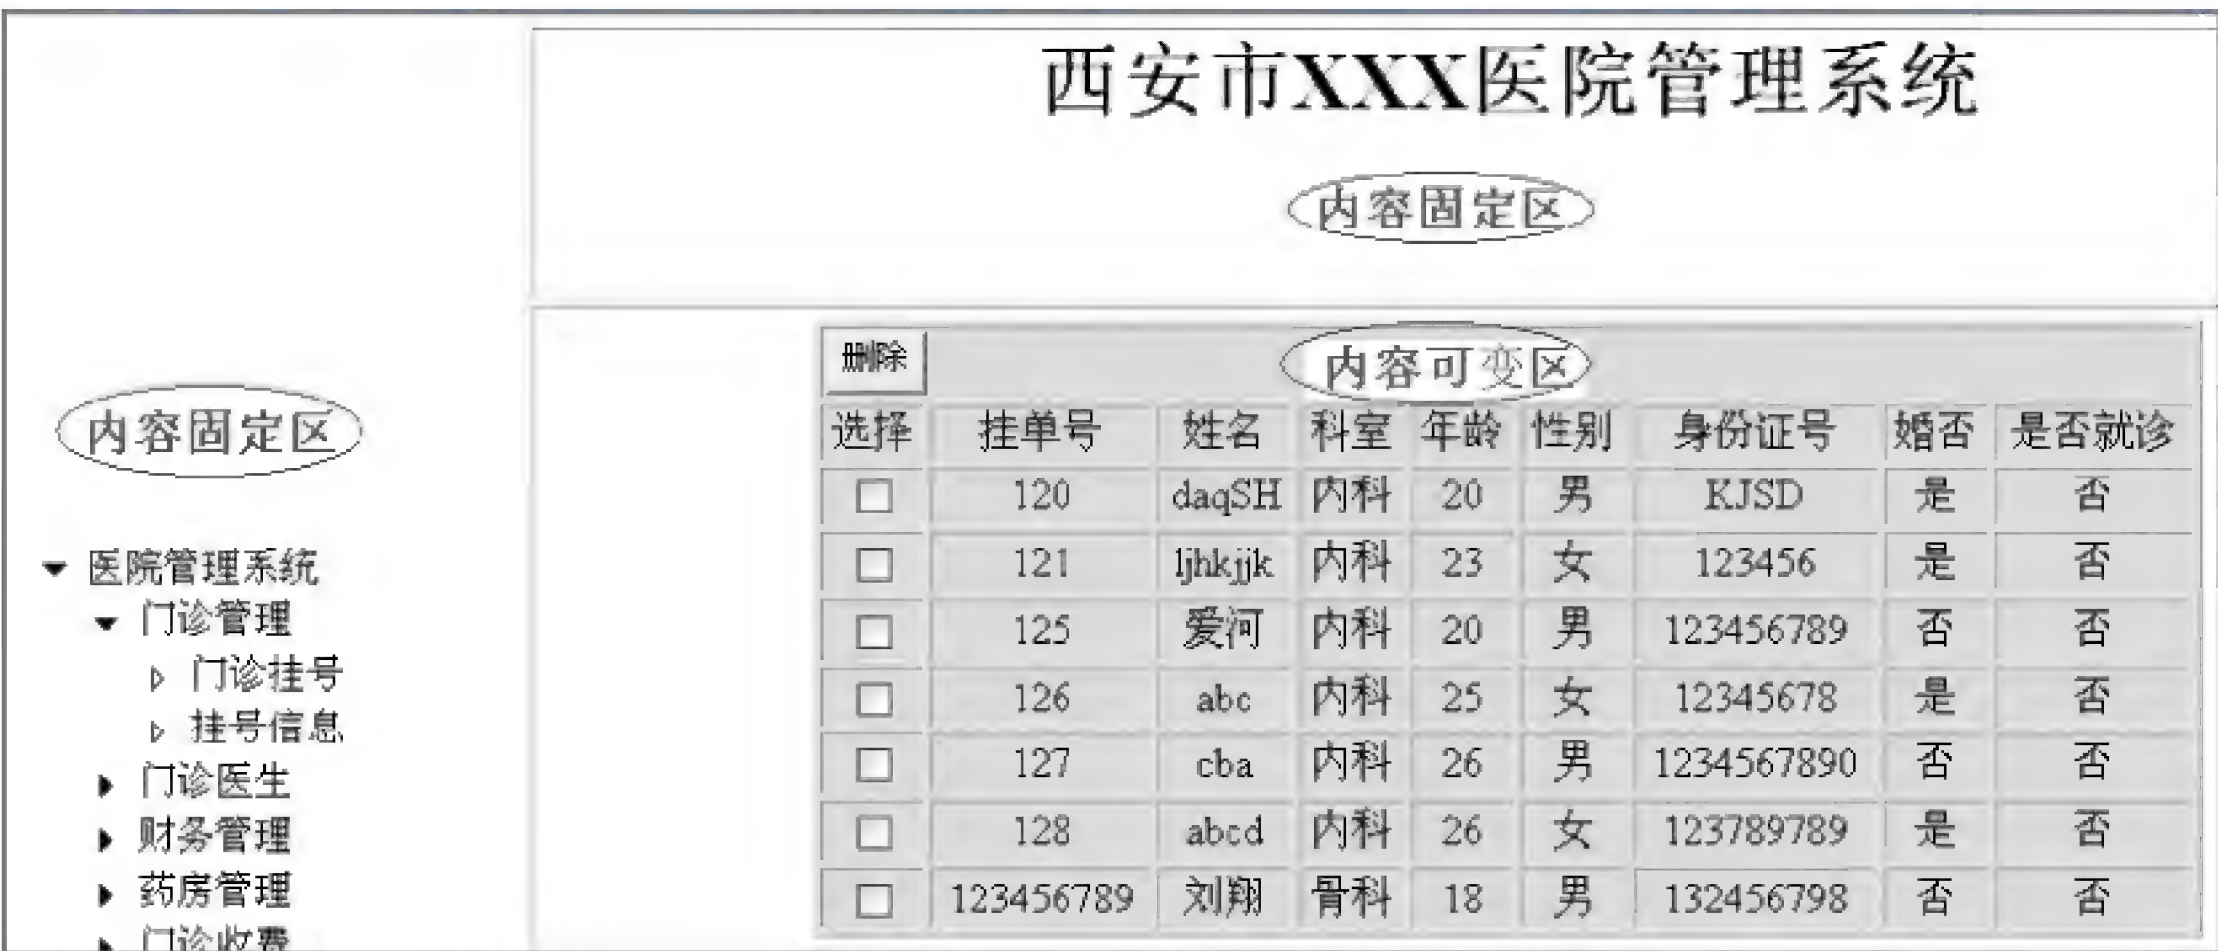 西安市XXX医院管理系统
内容固定区
内容固定区
医院管理系统
门诊管理
门诊挂号
挂号信息
门诊医生
财务管理
药房管理
门诊收费
删除 内容可变区
选择 挂单号 姓名 科室 年龄 性别 身份证号 婚否 是否就诊
120 daqSH 内科 20 男 KJSD 是 否
121 ljhkjjk 内科 23 女 123456 是 否
125 爱河 内科 20 男 123456789 否 否
126 abc 内科 25 女 12345678 是 否
127 cba 内科 26 男 1234567890 否 否
128 abcd 内科 26 女 123789789 是 否
123456789 刘翔 骨科 18 男 132456798 否 否